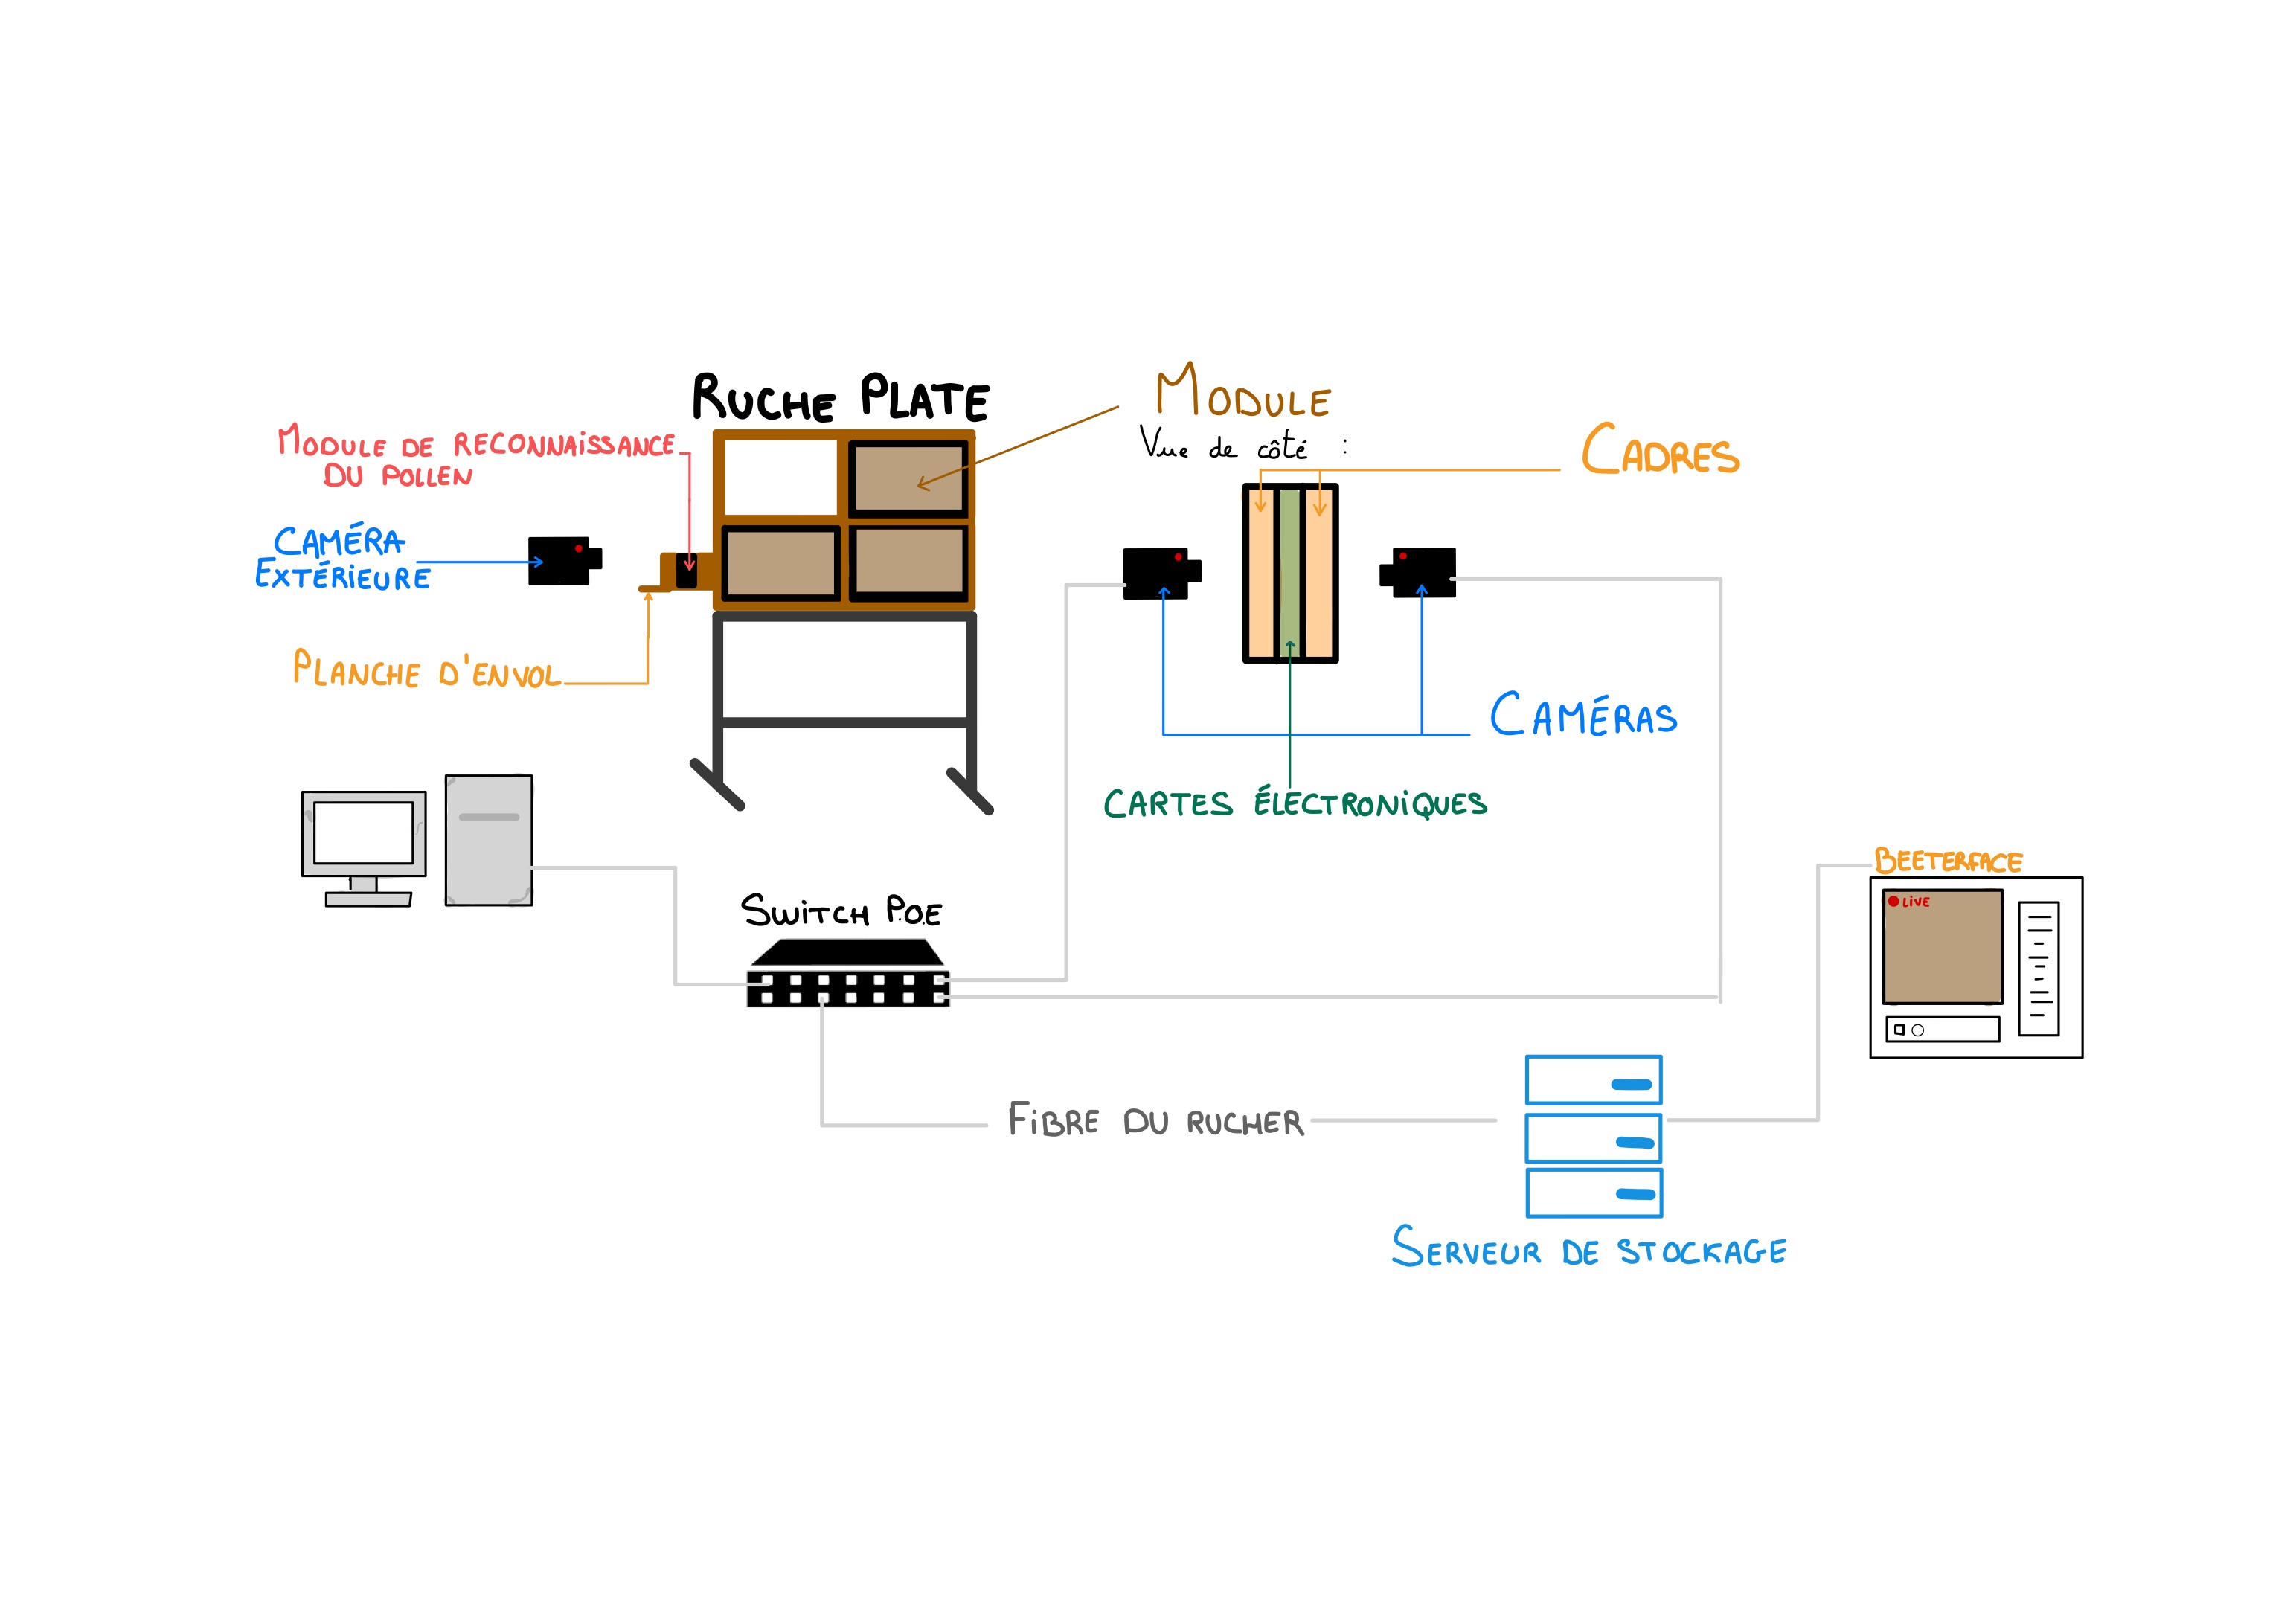 RUCHE PLATE
MODULE
Vue de côté :
CADRES
MODULE DE RECONNAISSANCE
DU POLLEN
CAMÉRA
EXTÉRIEURE
PLANCHE D'ENVOL
CAMÉRAS
CARTES ÉLECTRONIQUES
SWITCH P.O.E
BEETERFACE
LIVE
FIBRE DU RUCHER
SERVEUR DE STOCKAGE